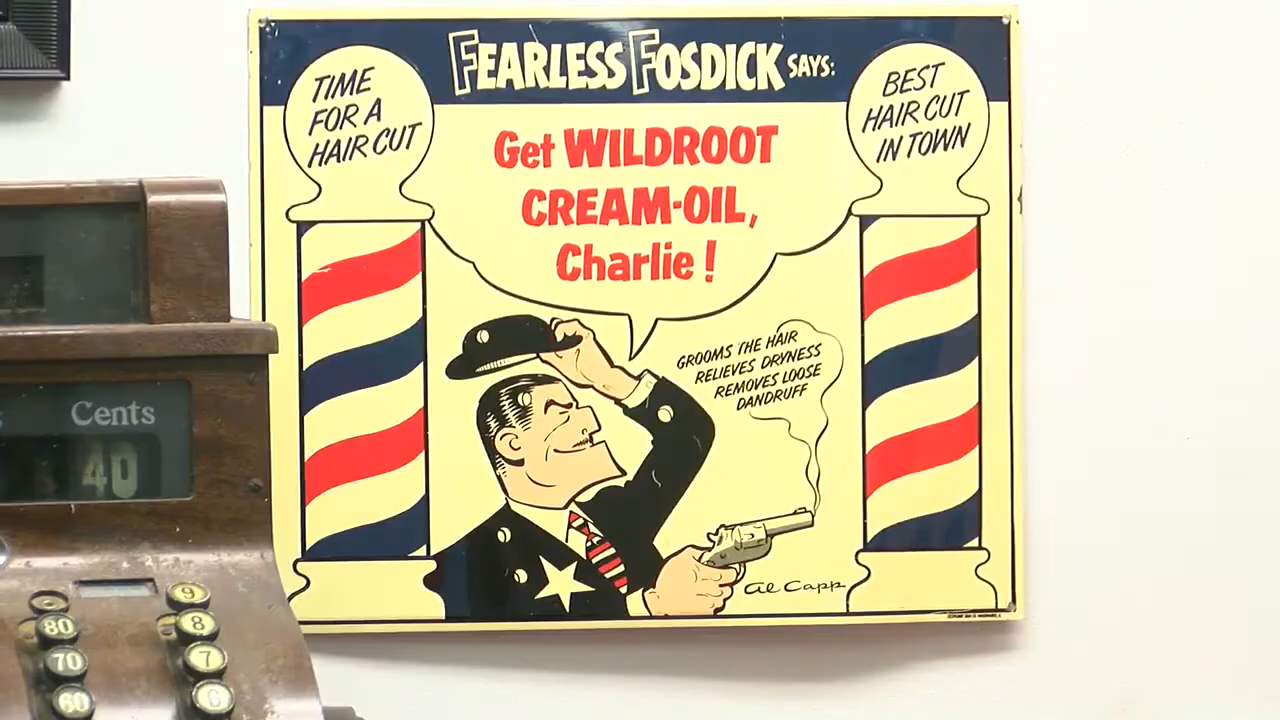 FEARLESS FOSDICK SAYS:
TIME
FOR A
HAIR CUT
BEST
HAIR CUT
IN TOWN
Get WILDROOT
CREAM-OIL,
Charlie!
GROOMS THE HAIR
RELIEVES DRYNESS
REMOVES LOOSE
DANDRUFF
Al Capp
Cents
40
9
80
8
70
7
60
6